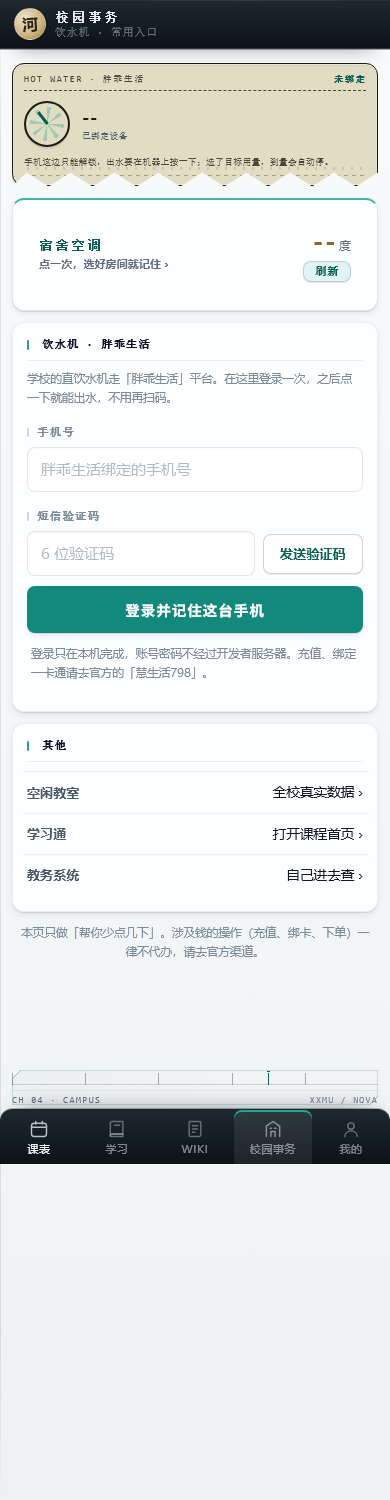 河
校园事务
饮水机 · 常用入口
HOT WATER · 胖乖生活
未绑定
--
已绑定设备
手机这边只能解锁，出水要在机器上按一下；选了目标用量，到量会自动停。
宿舍空调
点一次，选好房间就记住 ›
-- 度
刷新
饮水机 · 胖乖生活
学校的直饮水机走「胖乖生活」平台。在这里登录一次，之后点
一下就能出水，不用再扫码。
手机号
胖乖生活绑定的手机号
短信验证码
6 位验证码
发送验证码
登录并记住这台手机
登录只在本机完成，账号密码不经过开发者服务器。充值、绑定
一卡通请去官方的「慧生活798」。
其他
空闲教室
全校真实数据 ›
学习通
打开课程首页 ›
教务系统
自己进去查 ›
本页只做「帮你少点几下」。涉及钱的操作（充值、绑卡、下单）一
律不代办，请去官方渠道。
CH 04 · CAMPUS
XXMU / NOVA
课表
学习
WIKI
校园事务
我的